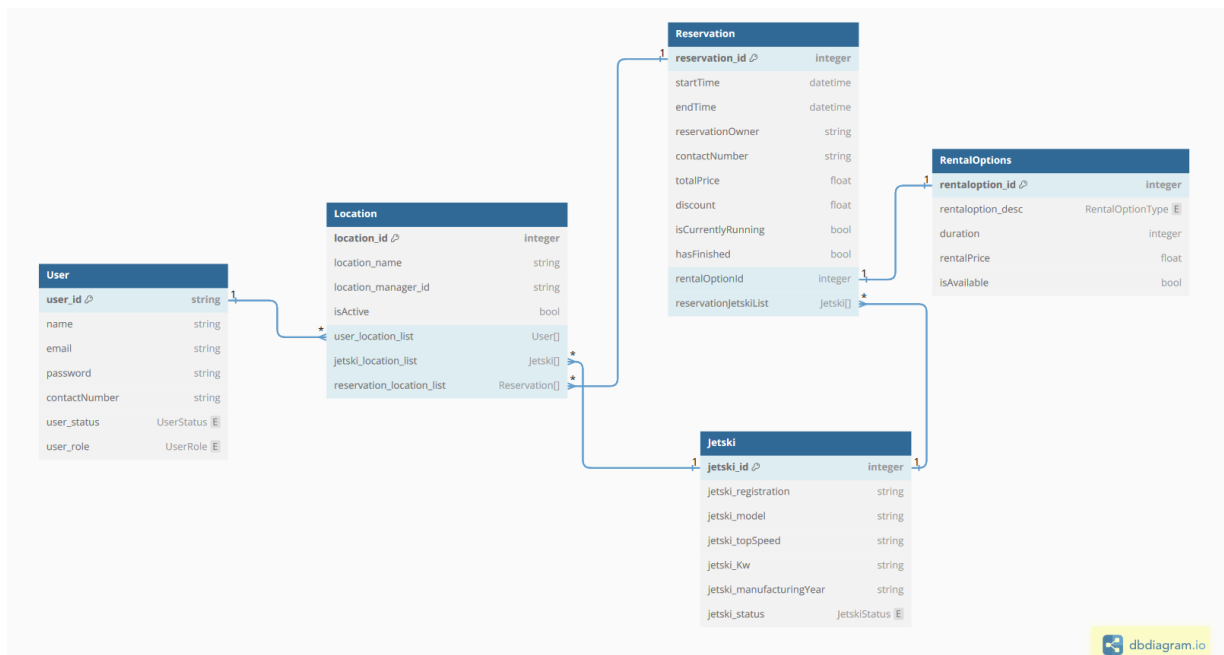 Reservation
reservation_id integer
startTime datetime
endTime datetime
reservationOwner string
contactNumber string
totalPrice float
discount float
isCurrentlyRunning bool
hasFinished bool
rentalOptionId integer
reservationJetskiList Jetski[]
RentalOptions
rentaloption_id integer
rentaloption_desc RentalOptionType E
duration integer
rentalPrice float
isAvailable bool
Location
location_id integer
location_name string
location_manager_id string
isActive bool
user_location_list User[]
jetski_location_list Jetski[]
reservation_location_list Reservation[]
User
user_id string
name string
email string
password string
contactNumber string
user_status UserStatus E
user_role UserRole E
Jetski
jetski_id integer
jetski_registration string
jetski_model string
jetski_topSpeed string
jetski_Kw string
jetski_manufacturingYear string
jetski_status JetskiStatus E
1
1
1
*
1
*
*
*
1
1
dbdiagram.io